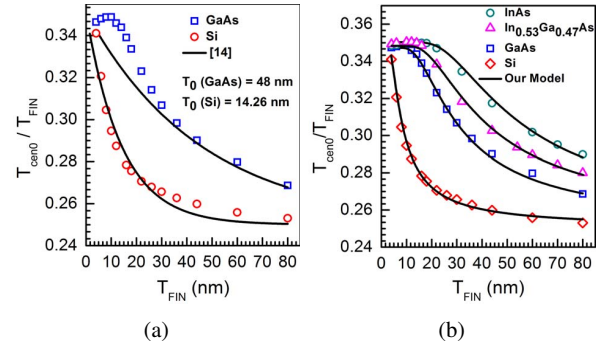 GaAs
Si
[14]
T0 (GaAs) = 48 nm
T0 (Si) = 14.26 nm
Tcen0 / TFIN
0.34
0.32
0.30
0.28
0.26
0.24
0 10 20 30 40 50 60 70 80
TFIN (nm)
(a)
InAs
In0.53Ga0.47As
GaAs
Si
Our Model
Tcen0/TFIN
0.36
0.34
0.32
0.30
0.28
0.26
0.24
0 10 20 30 40 50 60 70 80
TFIN (nm)
(b)